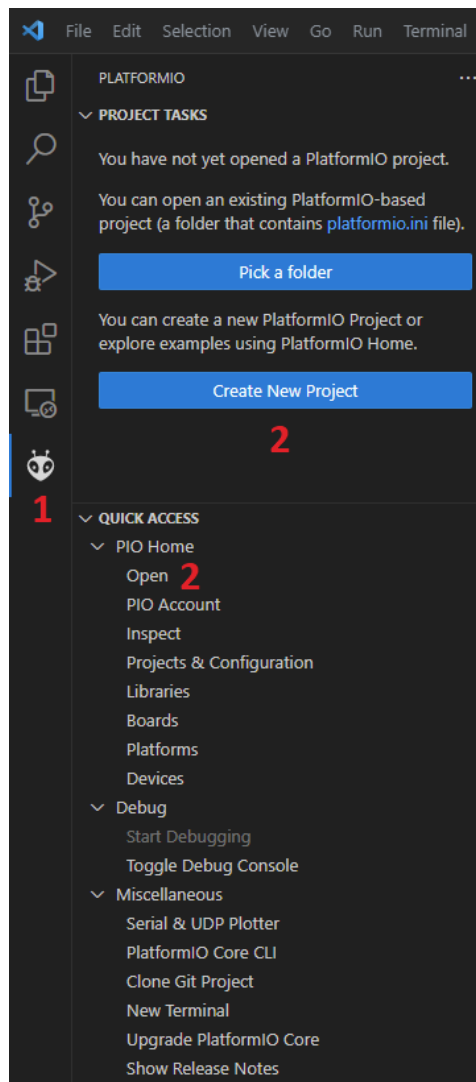 File Edit Selection View Go Run Terminal
PLATFORMIO
PROJECT TASKS
You have not yet opened a PlatformIO project.
You can open an existing PlatformIO-based
project (a folder that contains platformio.ini file).
Pick a folder
You can create a new PlatformIO Project or
explore examples using PlatformIO Home.
Create New Project
2
1
QUICK ACCESS
PIO Home
Open 2
PIO Account
Inspect
Projects & Configuration
Libraries
Boards
Platforms
Devices
Debug
Start Debugging
Toggle Debug Console
Miscellaneous
Serial & UDP Plotter
PlatformIO Core CLI
Clone Git Project
New Terminal
Upgrade PlatformIO Core
Show Release Notes